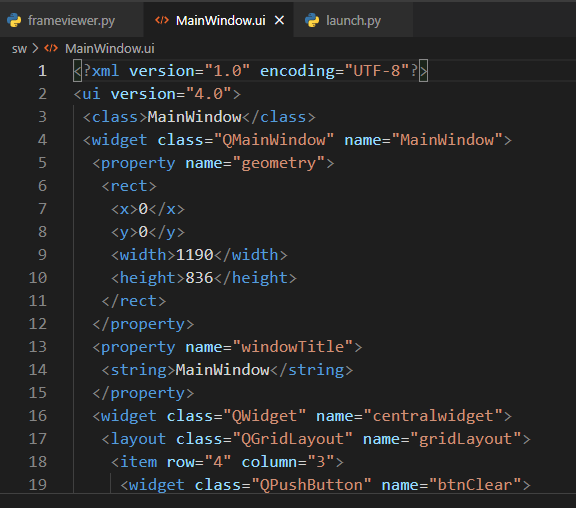 frameviewer.py MainWindow.ui launch.py
sw > MainWindow.ui
1 <?xml version="1.0" encoding="UTF-8"?>
2 <ui version="4.0">
3 <class>MainWindow</class>
4 <widget class="QMainWindow" name="MainWindow">
5 <property name="geometry">
6 <rect>
7 <x>0</x>
8 <y>0</y>
9 <width>1190</width>
10 <height>836</height>
11 </rect>
12 </property>
13 <property name="windowTitle">
14 <string>MainWindow</string>
15 </property>
16 <widget class="QWidget" name="centralwidget">
17 <layout class="QGridLayout" name="gridLayout">
18 <item row="4" column="3">
19 <widget class="QPushButton" name="btnClear">